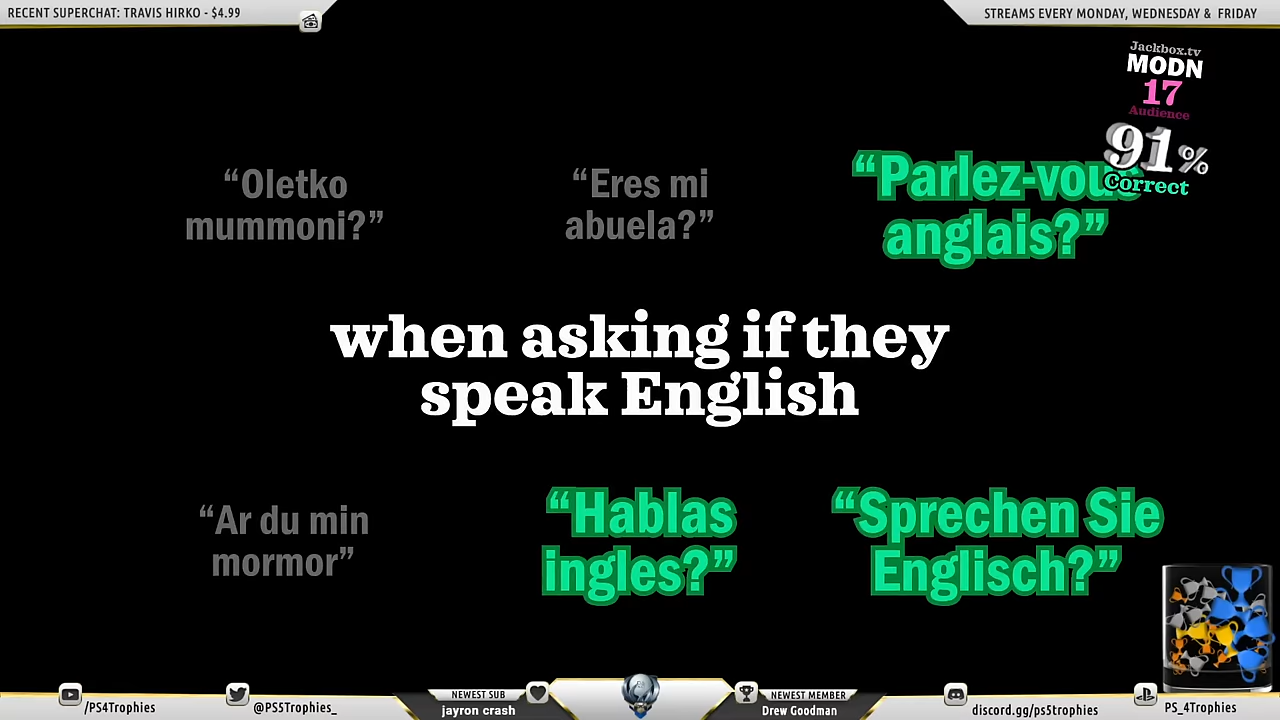 RECENT SUPERCHAT: TRAVIS HIRKO - $4.99
STREAMS EVERY MONDAY, WEDNESDAY & FRIDAY
Jackbox.tv
MODN
17
Audience
91%
Correct
“Oletko
mummoni?”
“Eres mi
abuela?”
“Parlez-vous
anglais?”
when asking if they
speak English
“Ar du min
mormor”
“Hablas
ingles?”
“Sprechen Sie
Englisch?”
/PS4Trophies
@PS5Trophies_
NEWEST SUB
jayron crash
NEWEST MEMBER
Drew Goodman
discord.gg/ps5trophies
PS_4Trophies